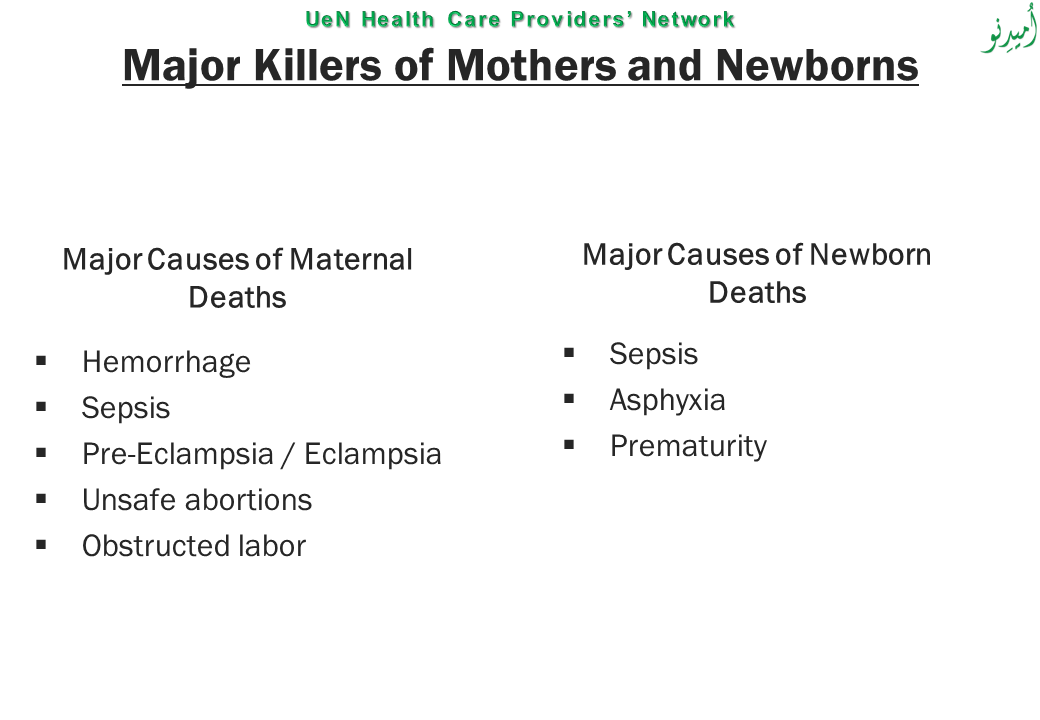 UeN Health Care Providers’ Network
اُمیدِنو
Major Killers of Mothers and Newborns
Major Causes of Maternal
Deaths
▪ Hemorrhage
▪ Sepsis
▪ Pre-Eclampsia / Eclampsia
▪ Unsafe abortions
▪ Obstructed labor
Major Causes of Newborn
Deaths
▪ Sepsis
▪ Asphyxia
▪ Prematurity